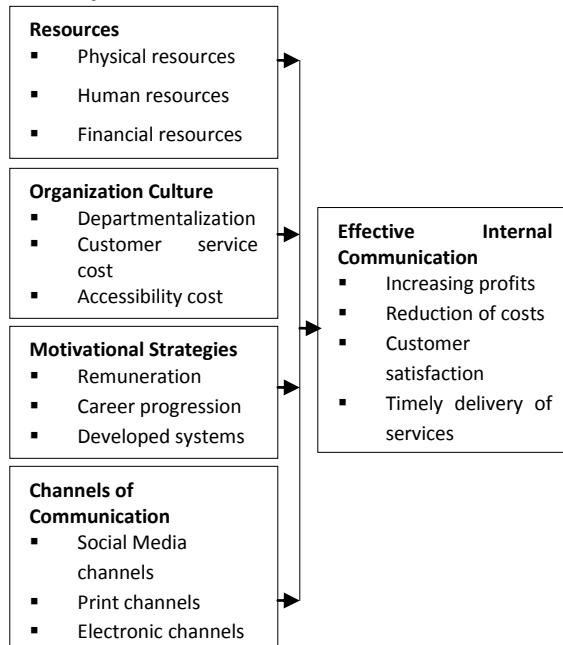 Resources
▪ Physical resources
▪ Human resources
▪ Financial resources
Organization Culture
▪ Departmentalization
▪ Customer service
cost
▪ Accessibility cost
Motivational Strategies
▪ Remuneration
▪ Career progression
▪ Developed systems
Channels of
Communication
▪ Social Media
channels
▪ Print channels
▪ Electronic channels
Effective Internal
Communication
▪ Increasing profits
▪ Reduction of costs
▪ Customer
satisfaction
▪ Timely delivery of
services